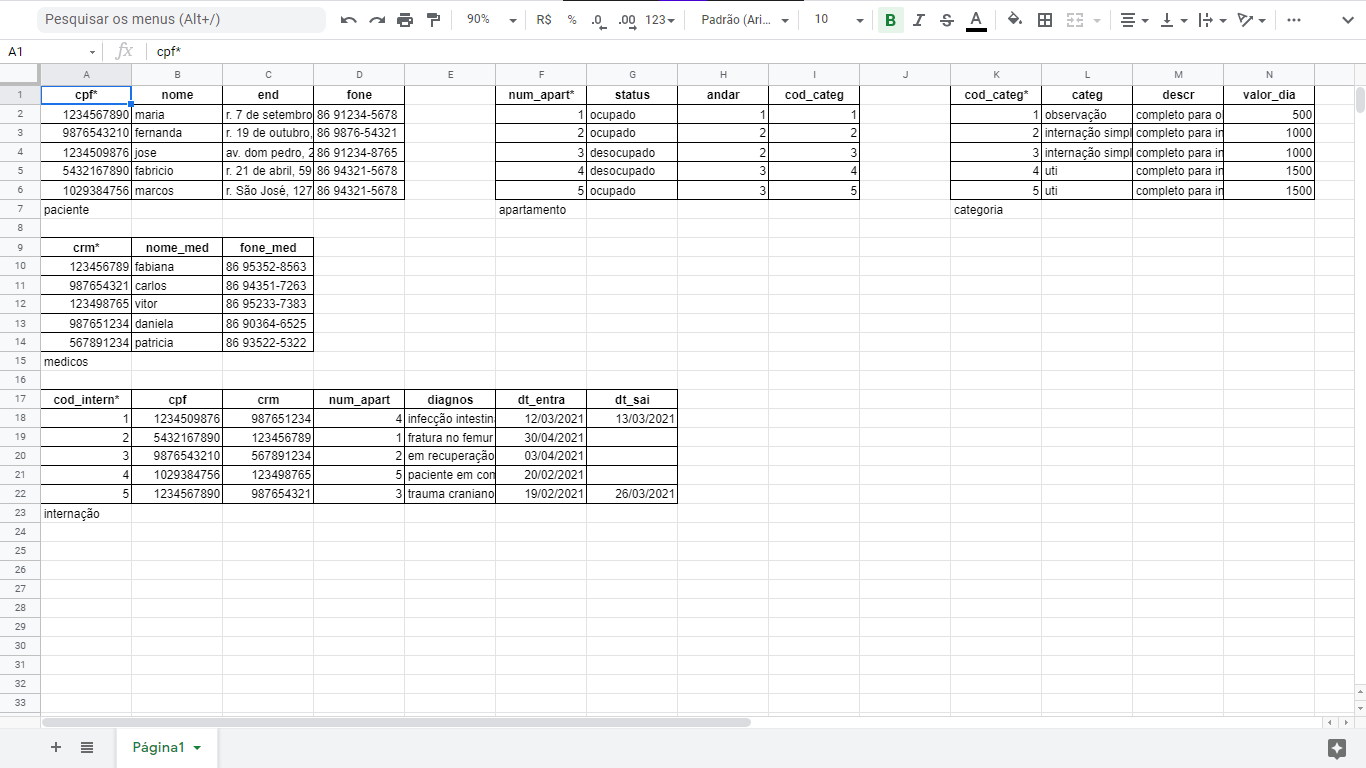 Pesquisar os menus (Alt+/) 90% R$ % .0 .00 123 Padrão (Ari... 10 B I S A
A1 fx cpf*
A B C D E F G H I J K L M N
1 cpf* nome end fone num_apart* status andar cod_categ cod_categ* categ descr valor_dia
2 1234567890 maria r. 7 de setembro 86 91234-5678 1 ocupado 1 1 1 observação completo para 500
3 9876543210 fernanda r. 19 de outubro, 86 9876-54321 2 ocupado 2 2 2 internação simpl completo para in 1000
4 1234509876 jose av. dom pedro, 2 86 91234-8765 3 desocupado 2 3 3 internação simpl completo para in 1000
5 5432167890 fabricio r. 21 de abril, 59 86 94321-5678 4 desocupado 3 4 4 uti completo para in 1500
6 1029384756 marcos r. São José, 127 86 94321-5678 5 ocupado 3 5 5 uti completo para in 1500
7 paciente apartamento categoria
8
9 crm* nome_med fone_med
10 123456789 fabiana 86 95352-8563
11 987654321 carlos 86 94351-7263
12 123498765 vitor 86 95233-7383
13 987651234 daniela 86 90364-6525
14 567891234 patricia 86 93522-5322
15 medicos
16
17 cod_intern* cpf crm num_apart diagnos dt_entra dt_sai
18 1 1234509876 987651234 4 infecção intestin 12/03/2021 13/03/2021
19 2 5432167890 123456789 1 fratura no femur 30/04/2021
20 3 9876543210 567891234 2 em recuperação 03/04/2021
21 4 1029384756 123498765 5 paciente em com 20/02/2021
22 5 1234567890 987654321 3 trauma craniano 19/02/2021 26/03/2021
23 internação
24
25
26
27
28
29
30
31
32
33
Página1